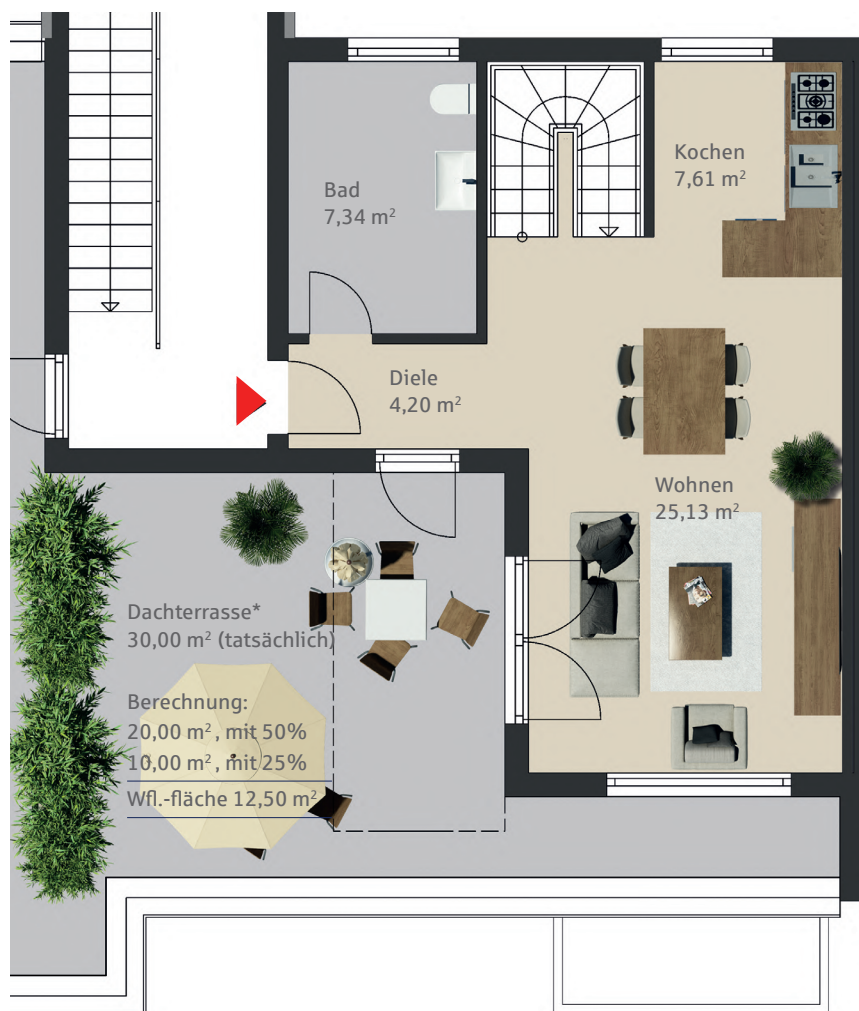 Kochen
7,61 m²
Bad
7,34 m²
Diele
4,20 m²
Wohnen
25,13 m²
Dachterrasse*
30,00 m² (tatsächlich)
Berechnung:
20,00 m² , mit 50%
10,00 m² , mit 25%
Wfl.-fläche 12,50 m²